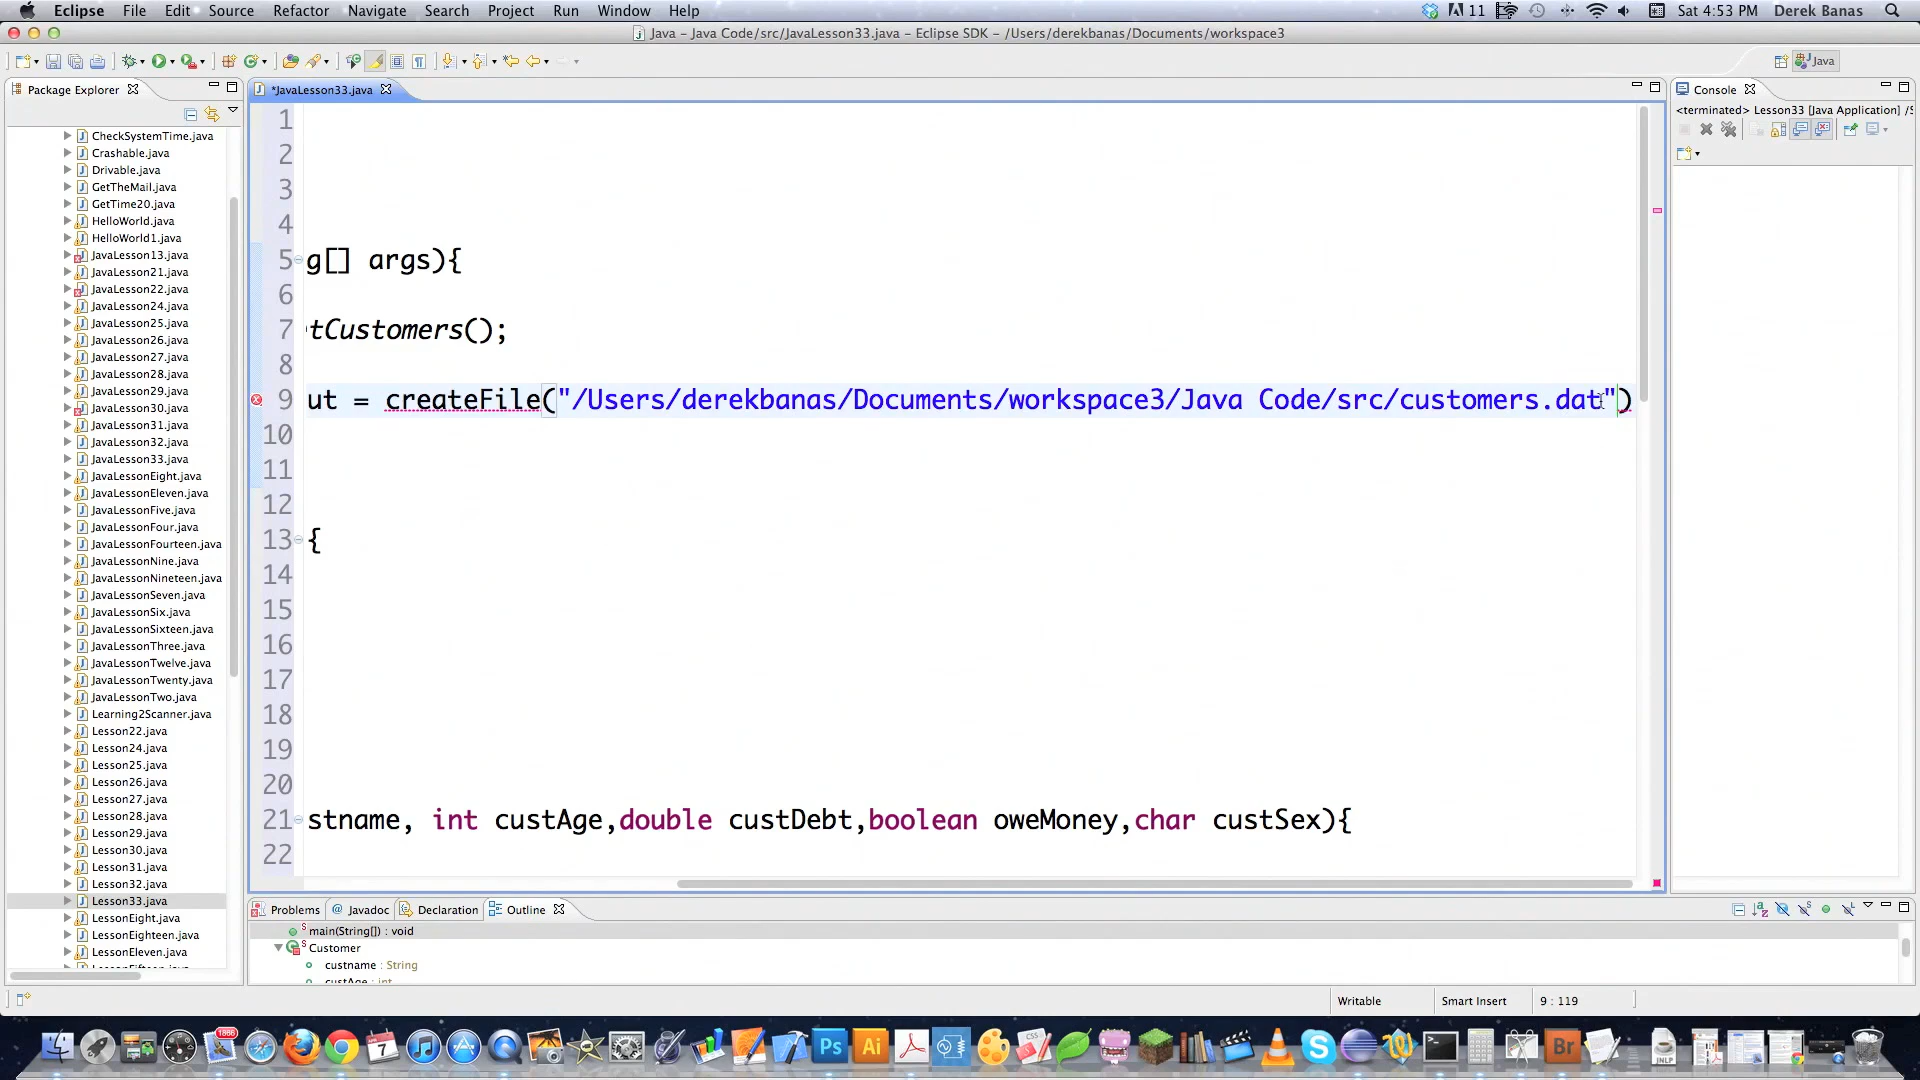 Eclipse File Edit Source Refactor Navigate Search Project Run Window Help 11 Sat 4:53 PM Derek Banas
Java – Java Code/src/JavaLesson33.java – Eclipse SDK – /Users/derekbanas/Documents/workspace3
Java
Package Explorer
*JavaLesson33.java
Console
<terminated> Lesson33 [Java Application] /S
CheckSystemTime.java
Crashable.java
Drivable.java
GetTheMail.java
GetTime20.java
HelloWorld.java
HelloWorld1.java
JavaLesson13.java
JavaLesson21.java
JavaLesson22.java
JavaLesson24.java
JavaLesson25.java
JavaLesson26.java
JavaLesson27.java
JavaLesson28.java
JavaLesson29.java
JavaLesson30.java
JavaLesson31.java
JavaLesson32.java
JavaLesson33.java
JavaLessonEight.java
JavaLessonEleven.java
JavaLessonFive.java
JavaLessonFour.java
JavaLessonFourteen.java
JavaLessonNine.java
JavaLessonNineteen.java
JavaLessonSeven.java
JavaLessonSix.java
JavaLessonSixteen.java
JavaLessonThree.java
JavaLessonTwelve.java
JavaLessonTwenty.java
JavaLessonTwo.java
Learning2Scanner.java
Lesson22.java
Lesson24.java
Lesson25.java
Lesson26.java
Lesson27.java
Lesson28.java
Lesson29.java
Lesson30.java
Lesson31.java
Lesson32.java
Lesson33.java
LessonEight.java
LessonEighteen.java
LessonEleven.java
1
2
3
4
5 g[] args){
6
7 tCustomers();
8
9 ut = createFile("/Users/derekbanas/Documents/workspace3/Java Code/src/customers.dat")
10
11
12
13 {
14
15
16
17
18
19
20
21 stname, int custAge,double custDebt,boolean oweMoney,char custSex){
22
Problems @ Javadoc Declaration Outline
main(String[]) : void
Customer
custname : String
custAge : int
Writable Smart Insert 9 : 119
1866
7
Ps
Ai
Br
JNLP